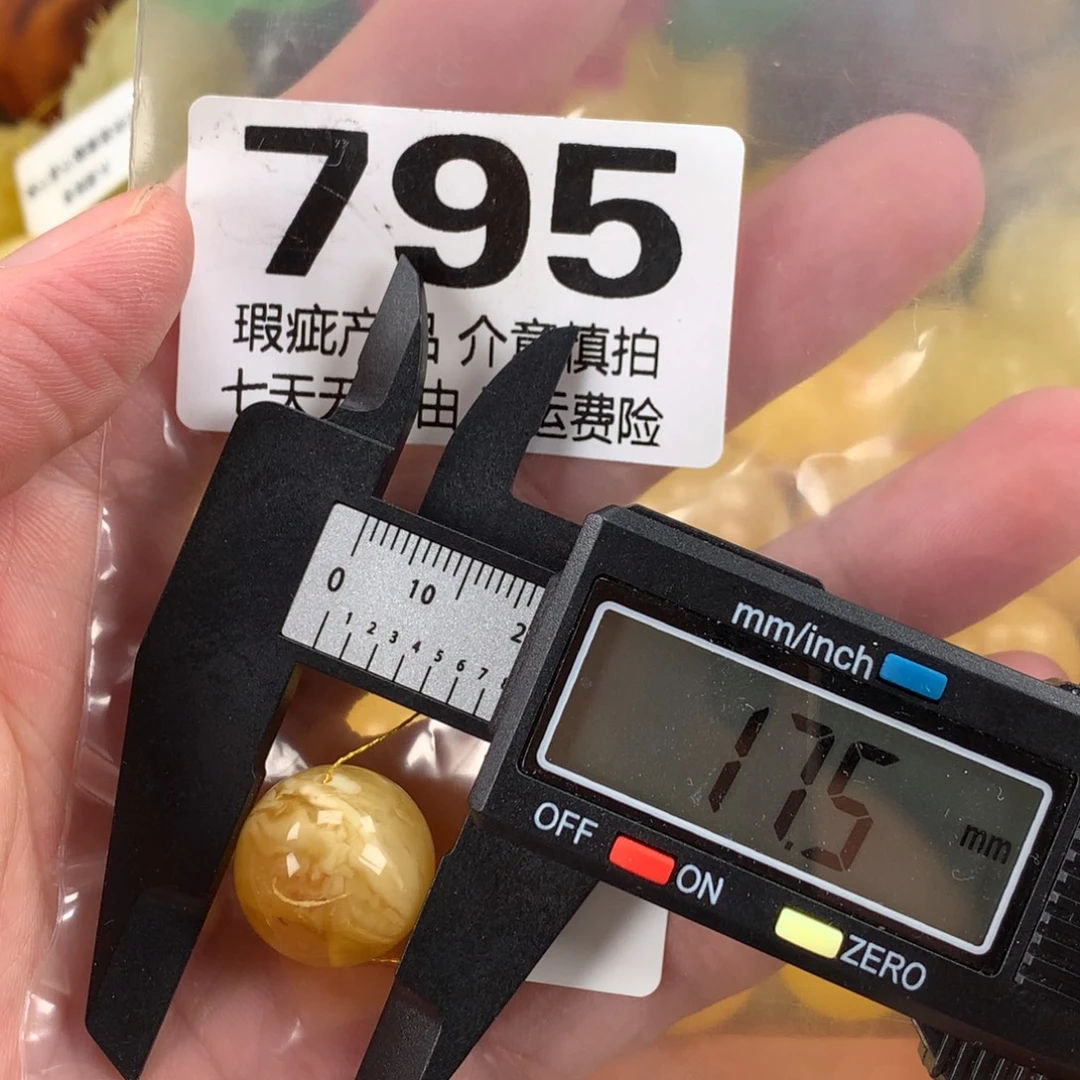 795
瑕疵产品 介意慎拍
七天无 由 运费险
0 10 2
1 2 3 4 5 6 7
mm/inch
17.5 mm
OFF ON
ZERO